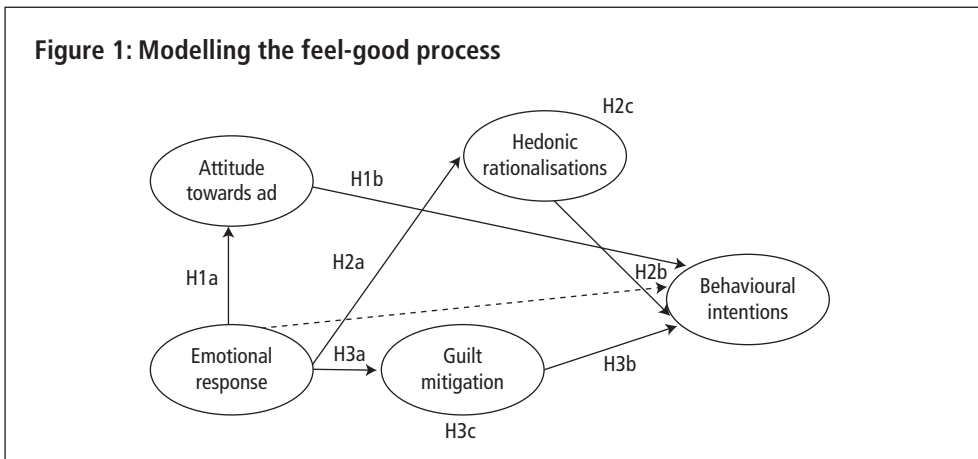 Figure 1: Modelling the feel-good process
H2c
Hedonic
rationalisations
Attitude
towards ad
H1b
H1a
H2a
H2b
Behavioural
intentions
Emotional
response
H3a
Guilt
mitigation
H3b
H3c